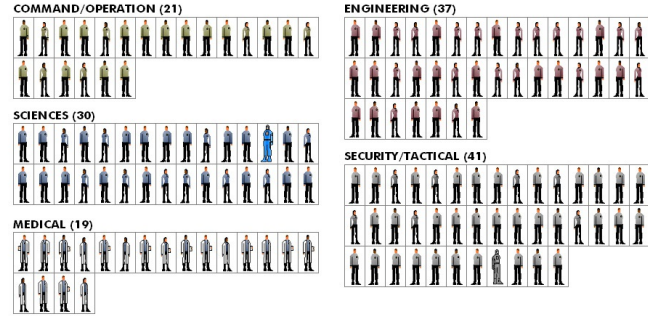 COMMAND/OPERATION (21)
SCIENCES (30)
MEDICAL (19)
ENGINEERING (37)
SECURITY/TACTICAL (41)